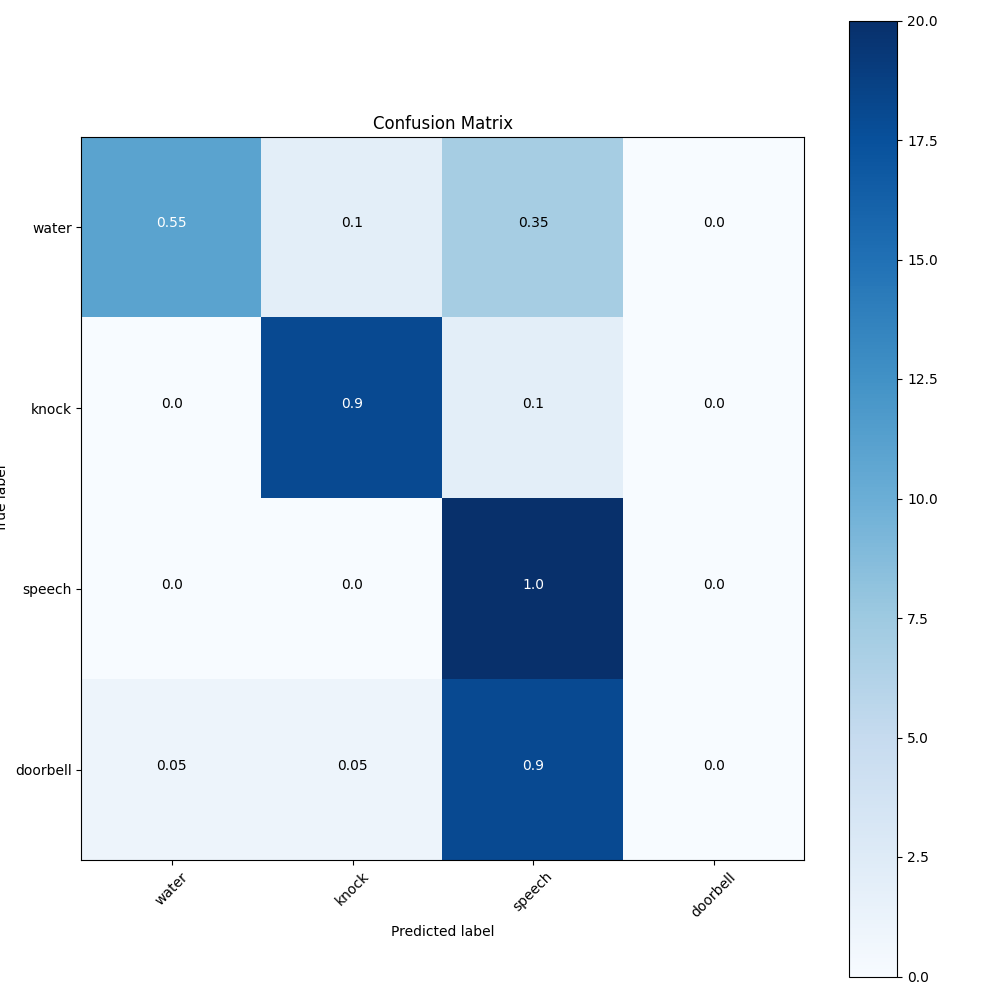 Confusion Matrix
water 0.55 0.1 0.35 0.0
knock 0.0 0.9 0.1 0.0
speech 0.0 0.0 1.0 0.0
doorbell 0.05 0.05 0.9 0.0
water knock speech doorbell
Predicted label
True label
20.0
17.5
15.0
12.5
10.0
7.5
5.0
2.5
0.0